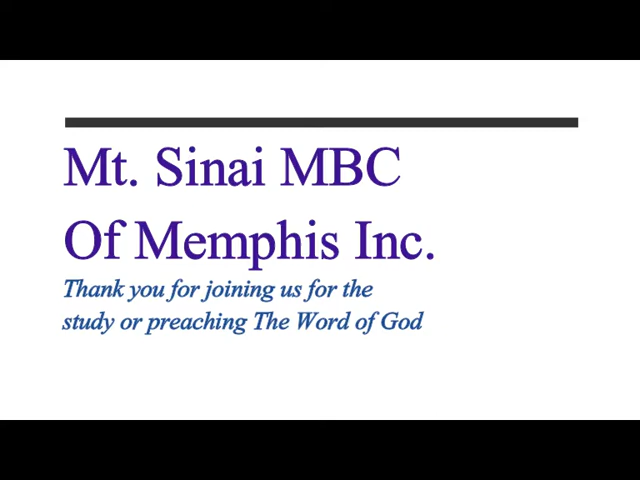 Mt. Sinai MBC
Of Memphis Inc.
Thank you for joining us for the
study or preaching The Word of God